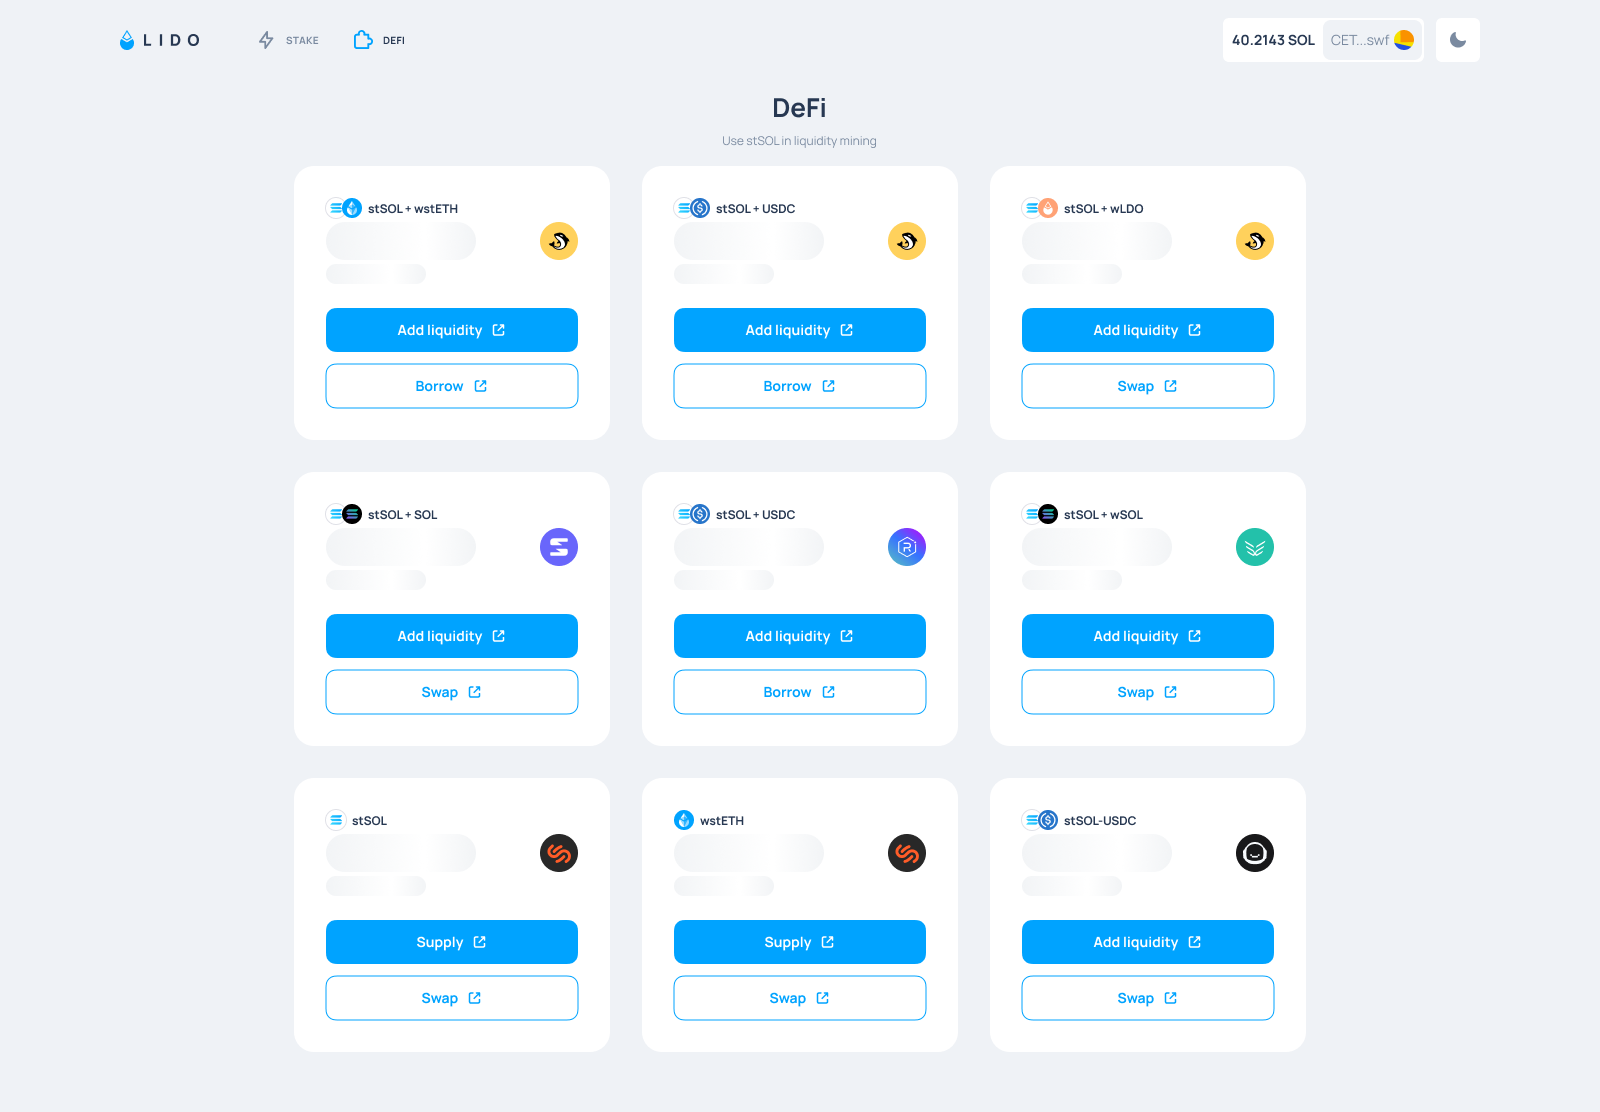 LIDO
STAKE
DEFI
40.2143 SOL
CET...swf
DeFi
Use stSOL in liquidity mining
stSOL + wstETH
Add liquidity
Borrow
stSOL + USDC
Add liquidity
Borrow
stSOL + wLDO
Add liquidity
Swap
stSOL + SOL
Add liquidity
Swap
stSOL + USDC
Add liquidity
Borrow
stSOL + wSOL
Add liquidity
Swap
stSOL
Supply
Swap
wstETH
Supply
Swap
stSOL-USDC
Add liquidity
Swap